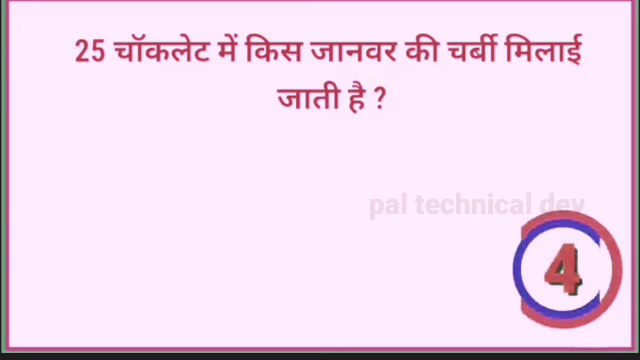 25 चॉकलेट में किस जानवर की चर्बी मिलाई
जाती है ?
pal technical dev
4